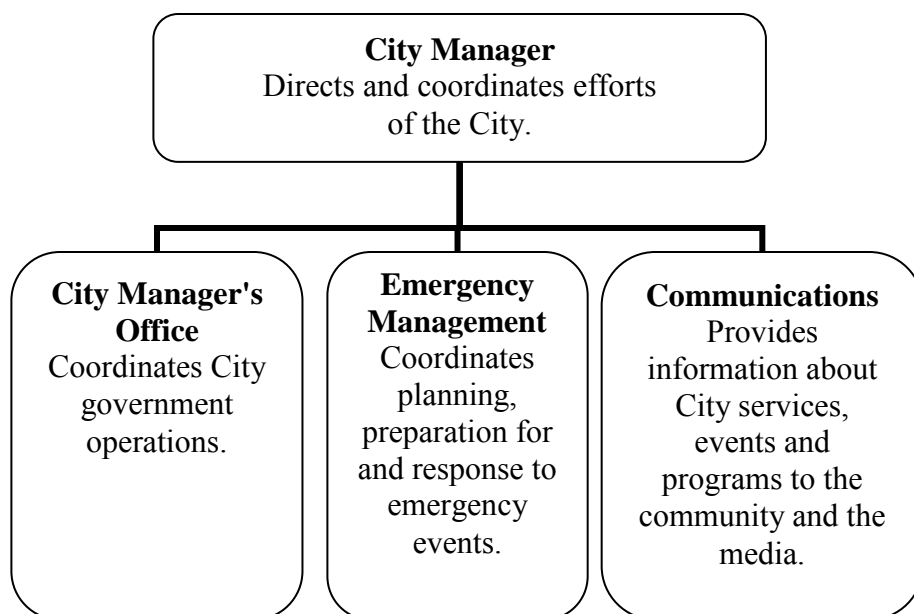 City Manager
Directs and coordinates efforts
of the City.
City Manager's
Office
Coordinates City
government
operations.
Emergency
Management
Coordinates
planning,
preparation for
and response to
emergency
events.
Communications
Provides
information about
City services,
events and
programs to the
community and the
media.